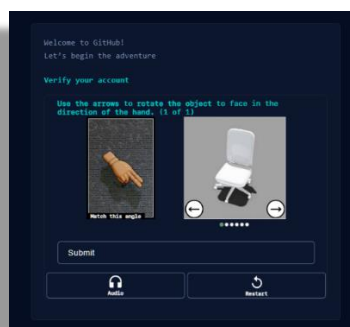 Welcome to GitHub!
Let's begin the adventure
Verify your account
Use the arrows to rotate the object to face in the
direction of the hand. (1 of 1)
Match this angle
Submit
Audio
Restart